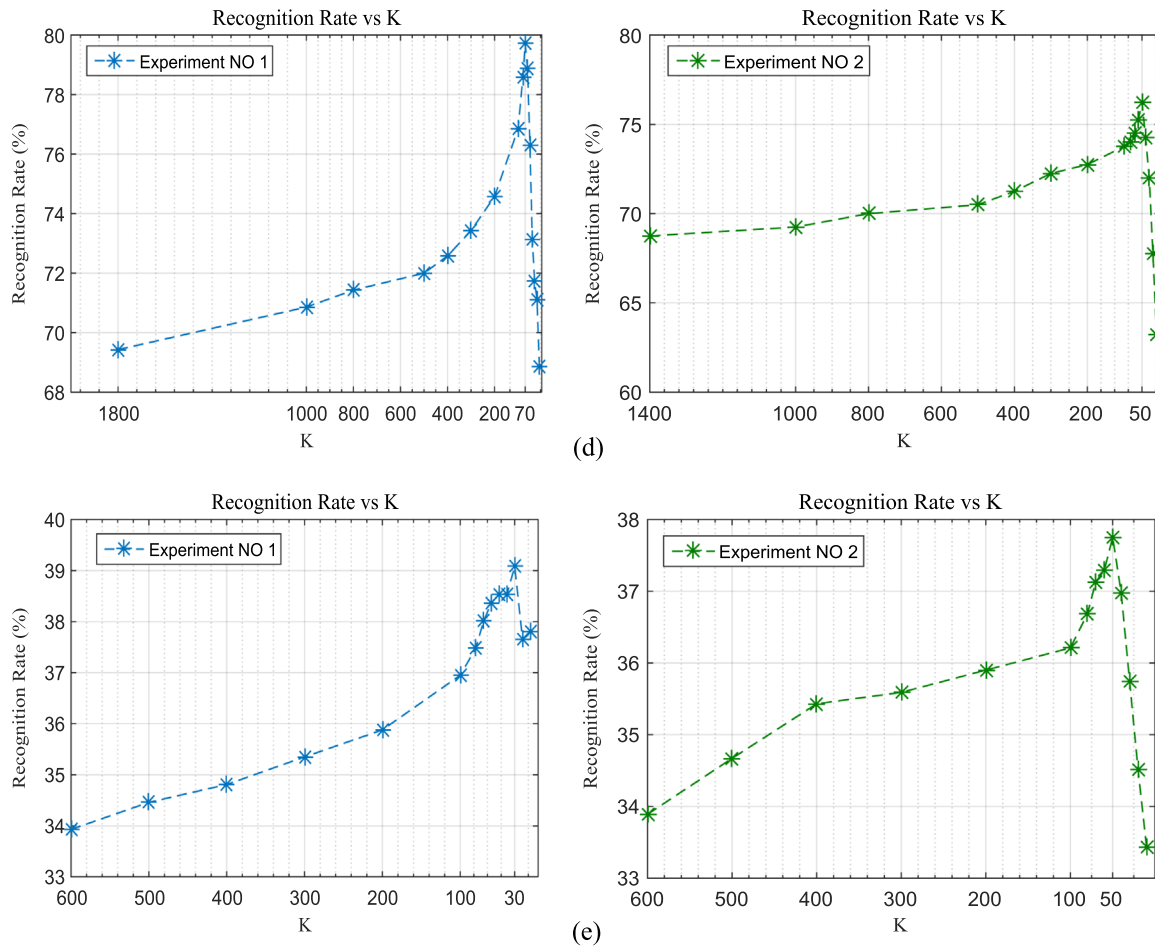 Recognition Rate vs K
Experiment NO 1
Recognition Rate (%)
80
78
76
74
72
70
68
1800 1000 800 600 400 200 70
K
Recognition Rate vs K
Experiment NO 2
Recognition Rate (%)
80
75
70
65
60
1400 1000 800 600 400 200 50
K
(d)
Recognition Rate vs K
Experiment NO 1
Recognition Rate (%)
40
39
38
37
36
35
34
33
600 500 400 300 200 100 30
K
Recognition Rate vs K
Experiment NO 2
Recognition Rate (%)
38
37
36
35
34
33
600 500 400 300 200 100 50
K
(e)